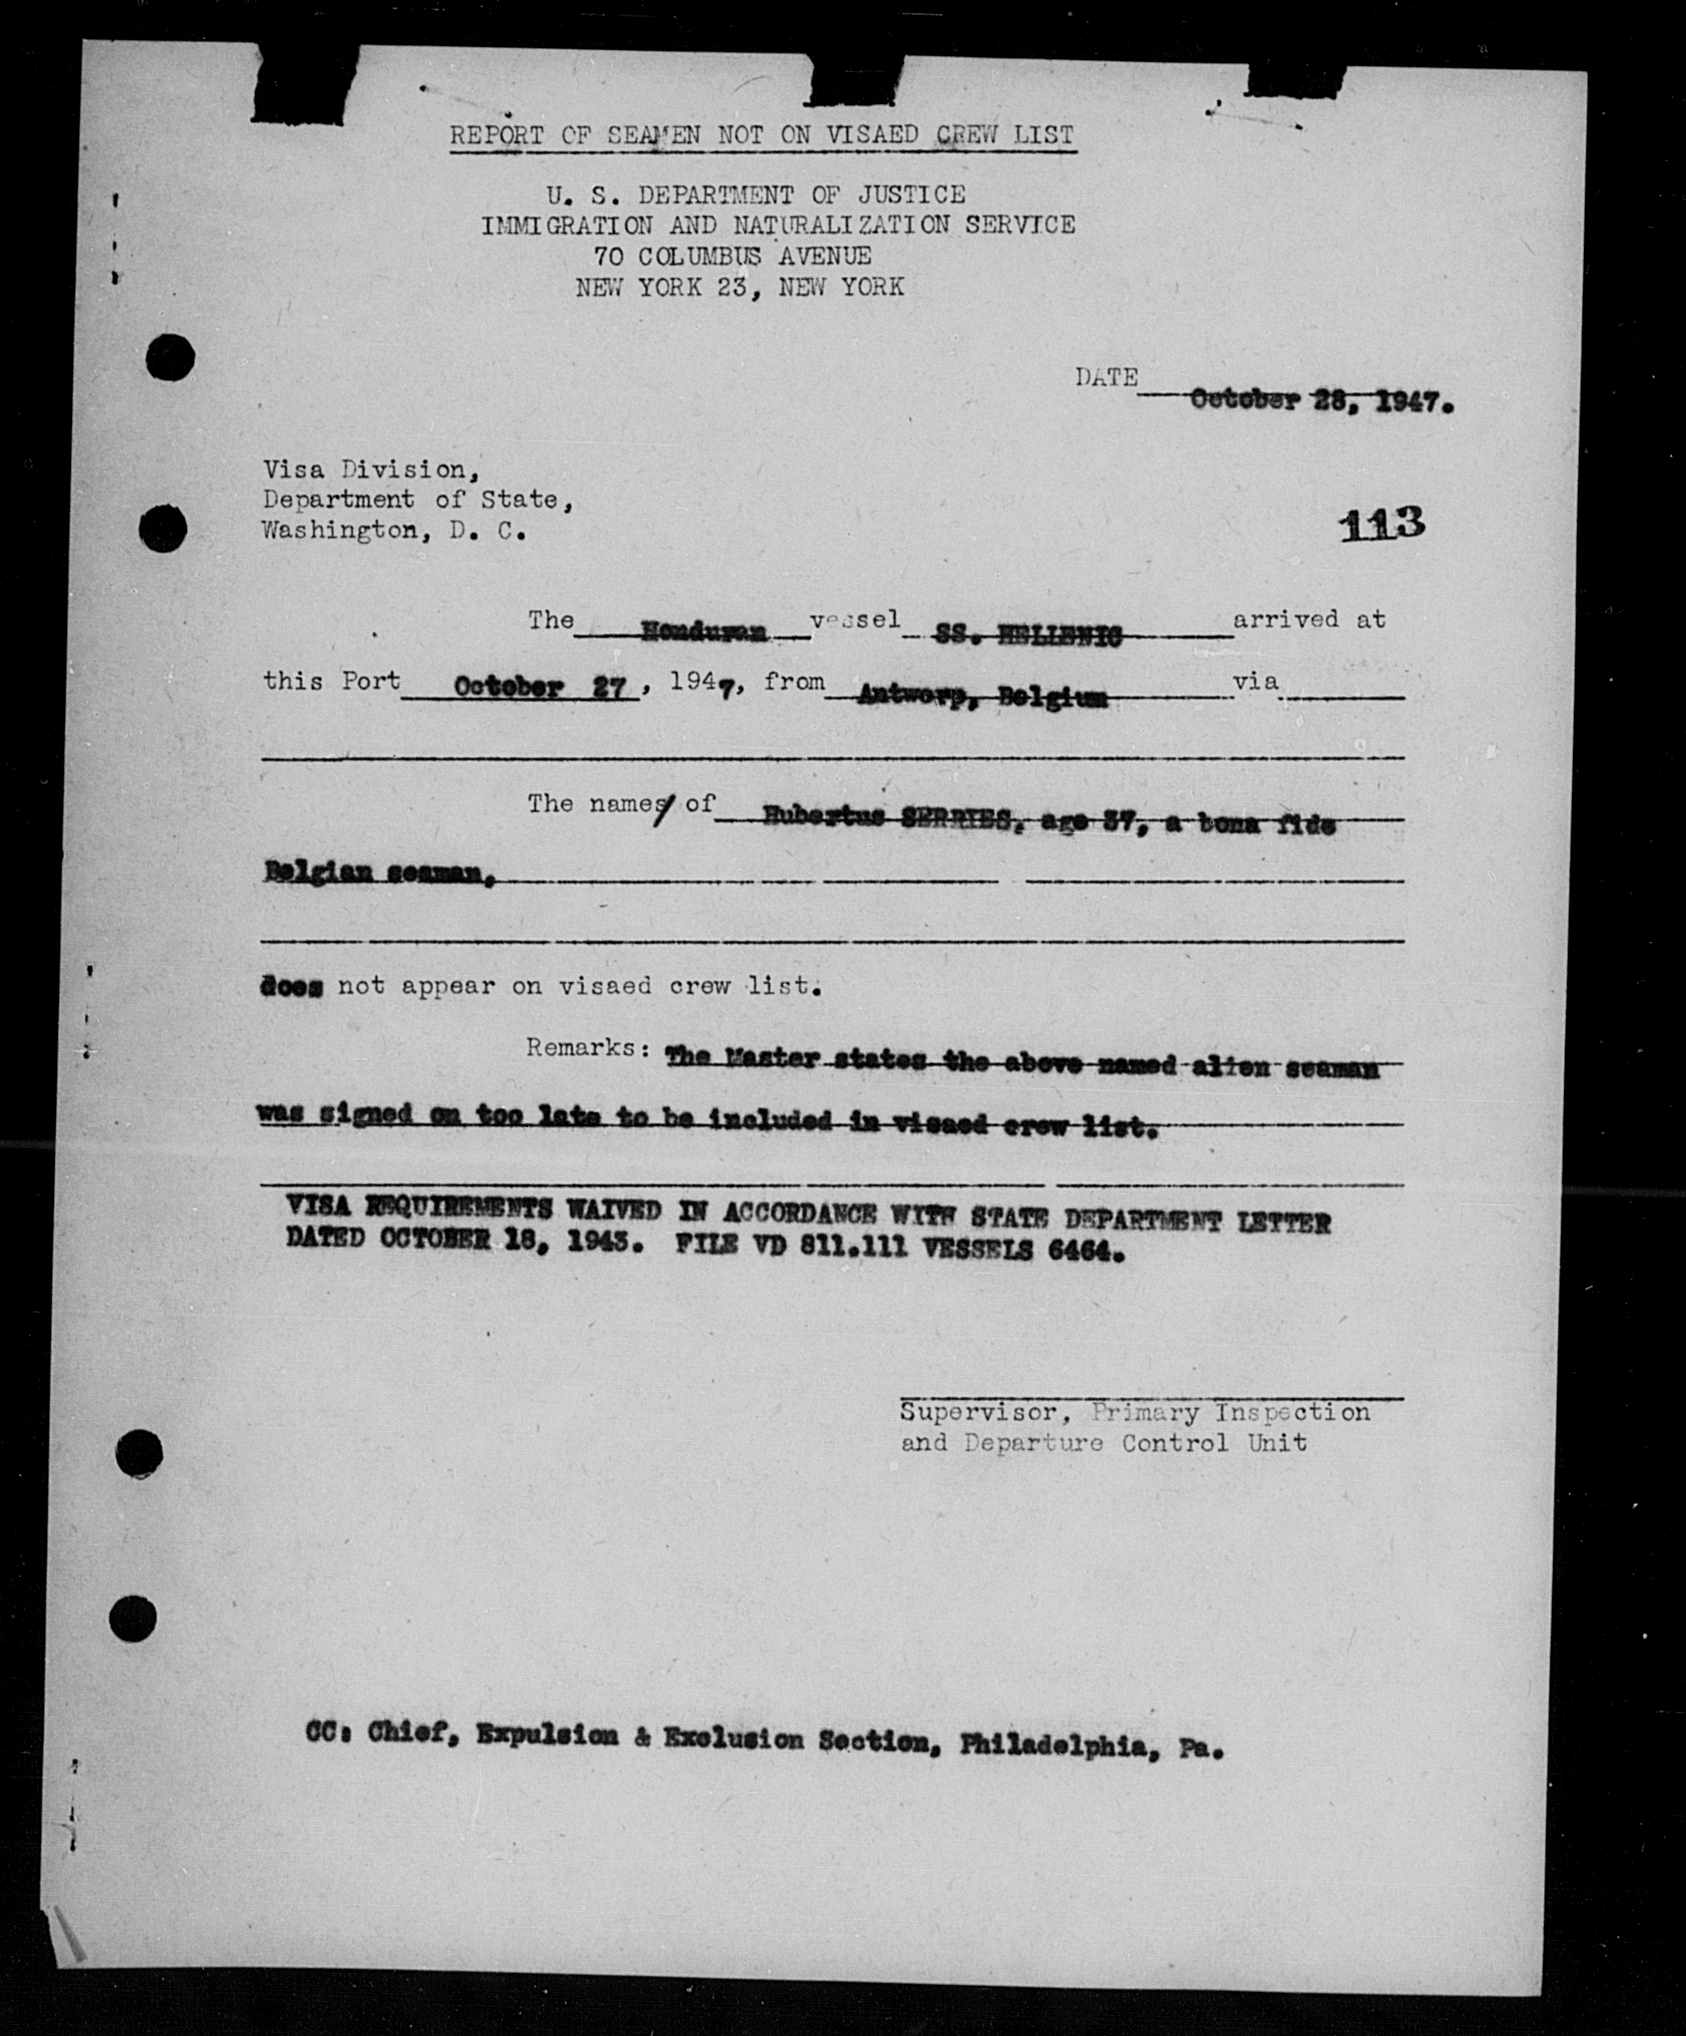 REPORT OF SEAMEN NOT ON VISAED CREW LIST
U. S. DEPARTMENT OF JUSTICE
IMMIGRATION AND NATURALIZATION SERVICE
70 COLUMBUS AVENUE
NEW YORK 23, NEW YORK
DATE October 28, 1947.
Visa Division,
Department of State,
Washington, D. C.
113
The Honduran vessel SS. HELLENIC arrived at
this Port October 27, 1947, from Antwerp, Belgium via
The names/ of Hubertus SERRIES, age 37, a bona fide
Belgian seaman,
does not appear on visaed crew list.
Remarks: The Master states the above named alien seaman
was signed on too late to be included in visaed crew list.
VISA REQUIREMENTS WAIVED IN ACCORDANCE WITH STATE DEPARTMENT LETTER
DATED OCTOBER 18, 1943. FILE VD 811.111 VESSELS 6464.
Supervisor, Primary Inspection
and Departure Control Unit
CC: Chief, Expulsion & Exclusion Section, Philadelphia, Pa.